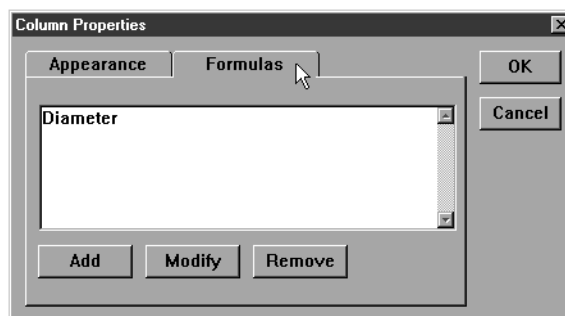 Column Properties
Appearance Formulas
OK
Cancel
Diameter
Add Modify Remove